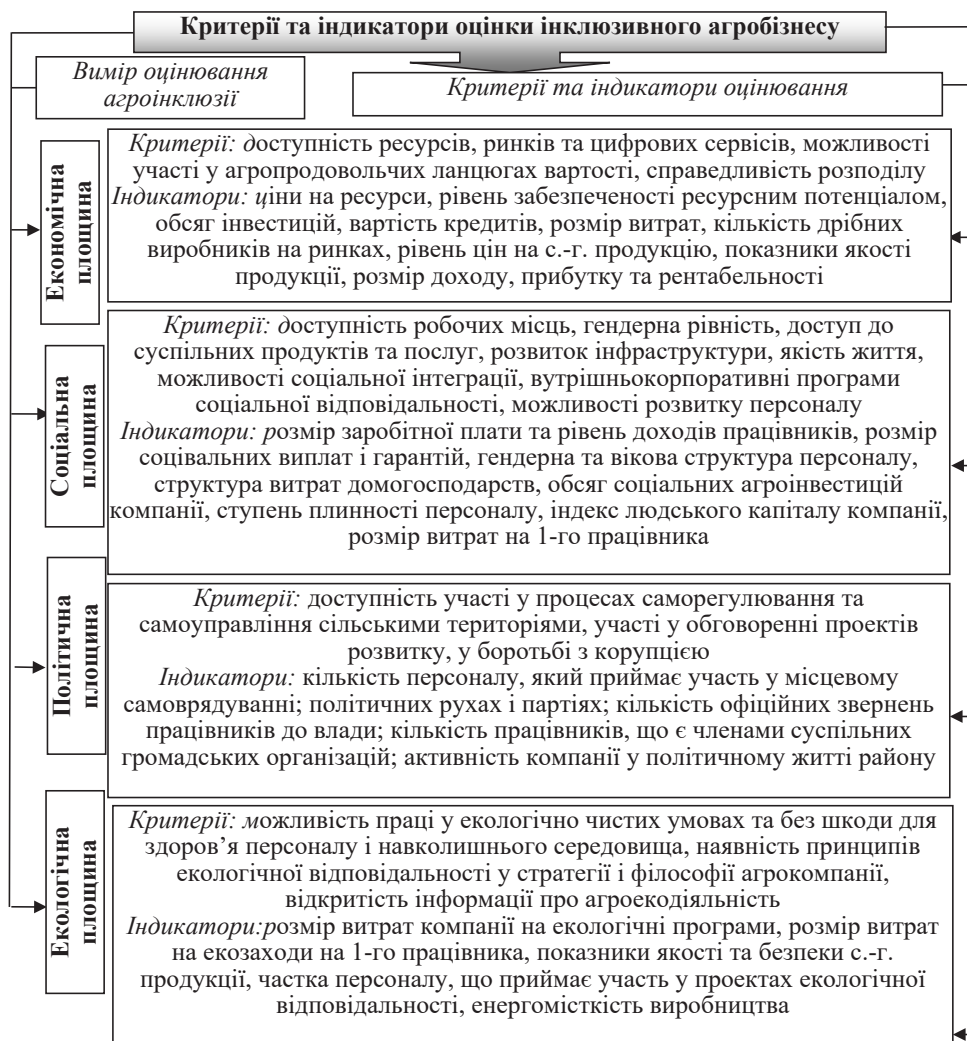 Критерії та індикатори оцінки інклюзивного агробізнесу
Вимір оцінювання
агроінклюзії
Критерії та індикатори оцінювання
Економічна
площина
Критерії: доступність ресурсів, ринків та цифрових сервісів, можливості
участі у агропродовольчих ланцюгах вартості, справедливість розподілу
Індикатори: ціни на ресурси, рівень забезпеченості ресурсним потенціалом,
обсяг інвестицій, вартість кредитів, розмір витрат, кількість дрібних
виробників на ринках, рівень цін на с.-г. продукцію, показники якості
продукції, розмір доходу, прибутку та рентабельності
Соціальна
площина
Критерії: доступність робочих місць, гендерна рівність, доступ до
суспільних продуктів та послуг, розвиток інфраструктури, якість життя,
можливості соціальної інтеграції, вутрішньокорпоративні програми
соціальної відповідальності, можливості розвитку персоналу
Індикатори: розмір заробітної плати та рівень доходів працівників, розмір
соцівальних виплат і гарантій, гендерна та вікова структура персоналу,
структура витрат домогосподарств, обсяг соціальних агроінвестицій
компанії, ступень плинності персоналу, індекс людського капіталу компанії,
розмір витрат на 1-го працівника
Політична
площина
Критерії: доступність участі у процесах саморегулювання та
самоуправління сільськими територіями, участі у обговоренні проектів
розвитку, у боротьбі з корупцією
Індикатори: кількість персоналу, який приймає участь у місцевому
самоврядуванні; політичних рухах і партіях; кількість офіційних звернень
працівників до влади; кількість працівників, що є членами суспільних
громадських організацій; активність компанії у політичному житті району
Екологічна
площина
Критерії: можливість праці у екологічно чистих умовах та без шкоди для
здоров’я персоналу і навколишнього середовища, наявність принципів
екологічної відповідальності у стратегії і філософії агрокомпанії,
відкритість інформації про агроекодіяльність
Індикатори:розмір витрат компанії на екологічні програми, розмір витрат
на екозаходи на 1-го працівника, показники якості та безпеки с.-г.
продукції, частка персоналу, що приймає участь у проектах екологічної
відповідальності, енергомісткість виробництва